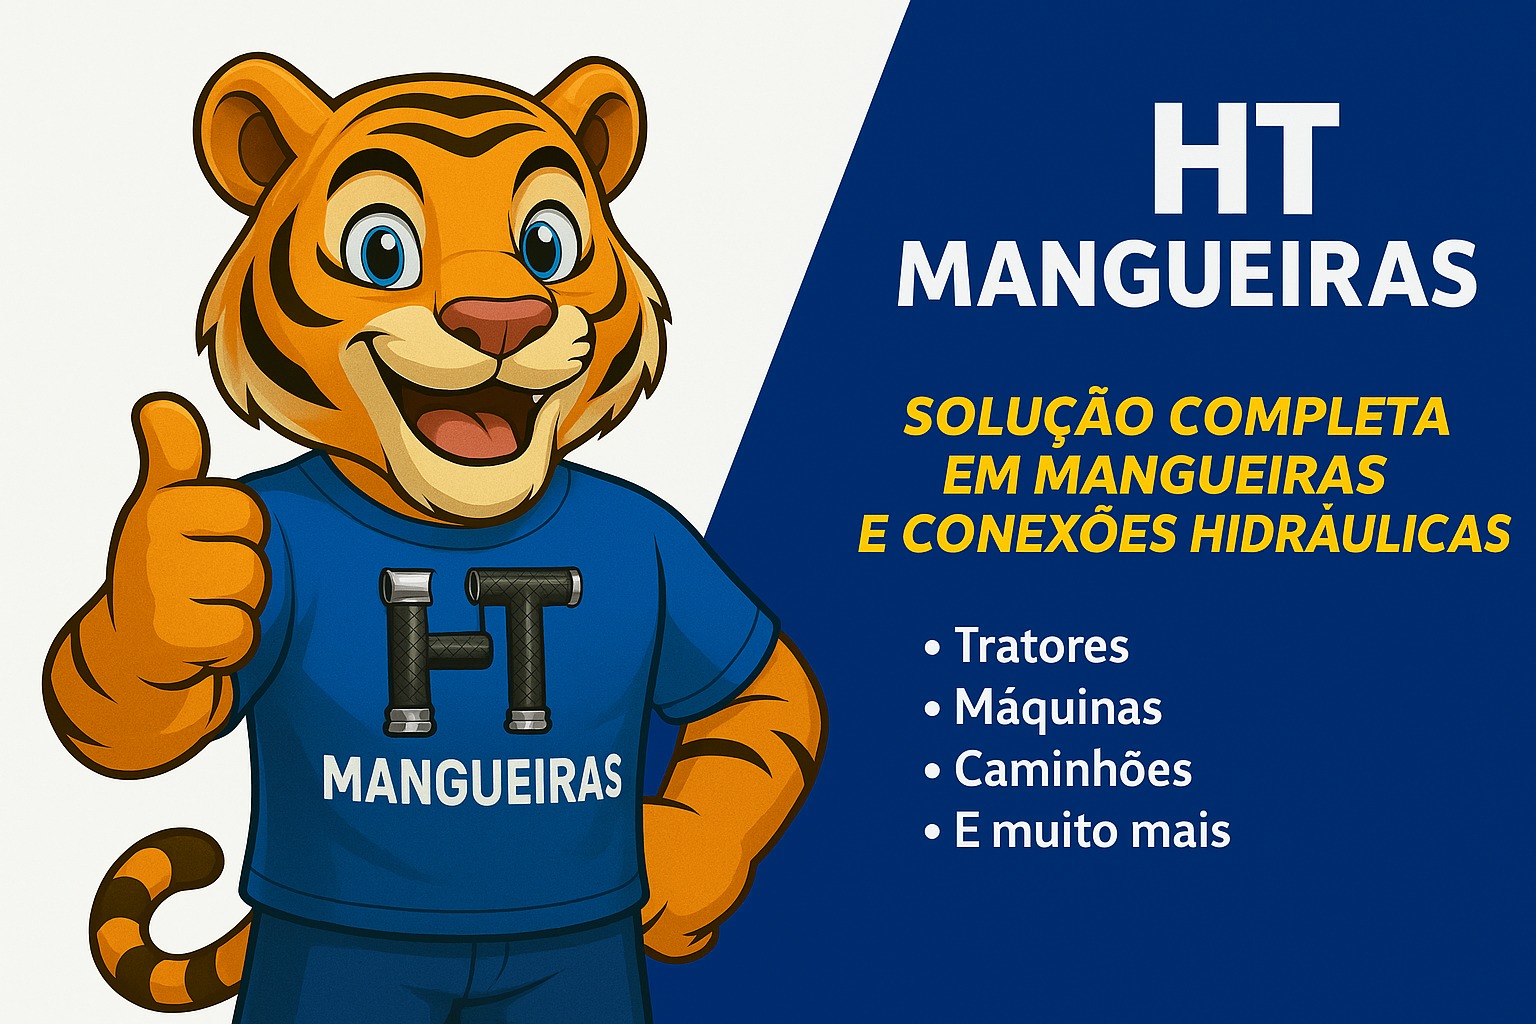 HT
MANGUEIRAS
HT
MANGUEIRAS
SOLUÇÃO COMPLETA
EM MANGUEIRAS
E CONEXÕES HIDRÁULICAS
• Tratores
• Máquinas
• Caminhões
• E muito mais